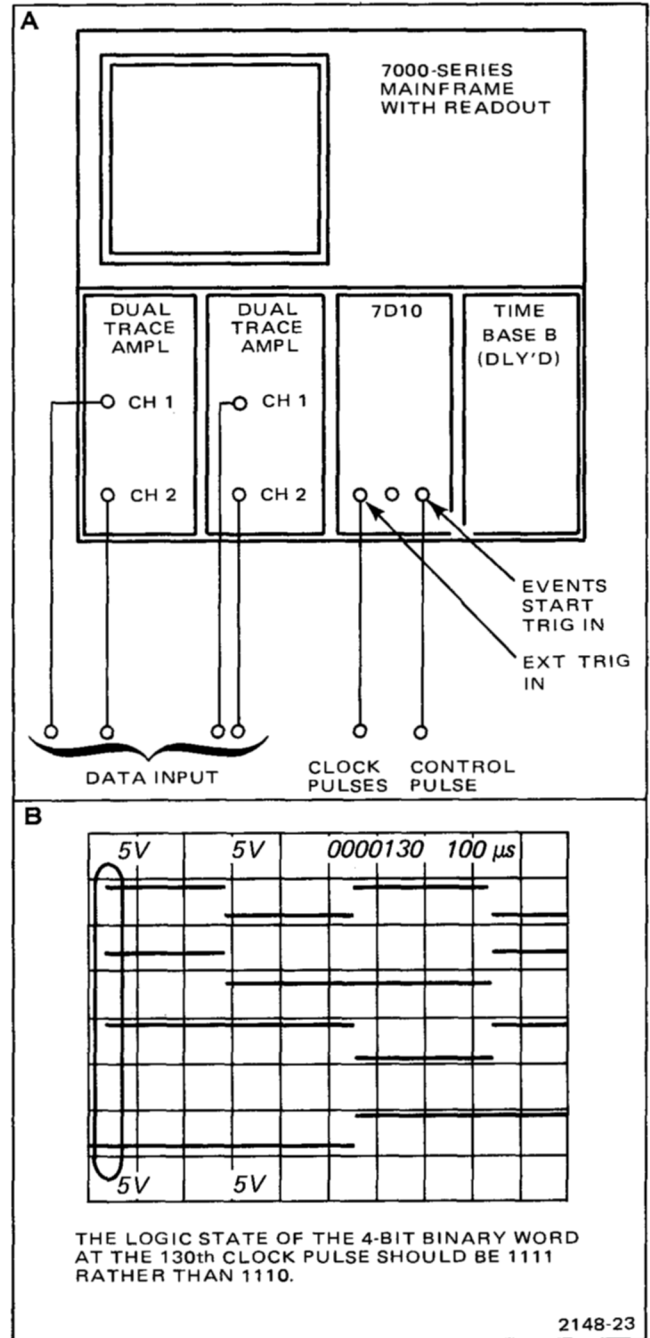 A
7000-SERIES
MAINFRAME
WITH READOUT
DUAL
TRACE
AMPL
CH 1
CH 2
DUAL
TRACE
AMPL
CH 1
CH 2
7D10
TIME
BASE B
(DLY'D)
EVENTS
START
TRIG IN
EXT TRIG
IN
DATA INPUT
CLOCK
PULSES
CONTROL
PULSE
B
5V 5V 0000130 100 μs
5V 5V
THE LOGIC STATE OF THE 4-BIT BINARY WORD
AT THE 130th CLOCK PULSE SHOULD BE 1111
RATHER THAN 1110.
2148-23